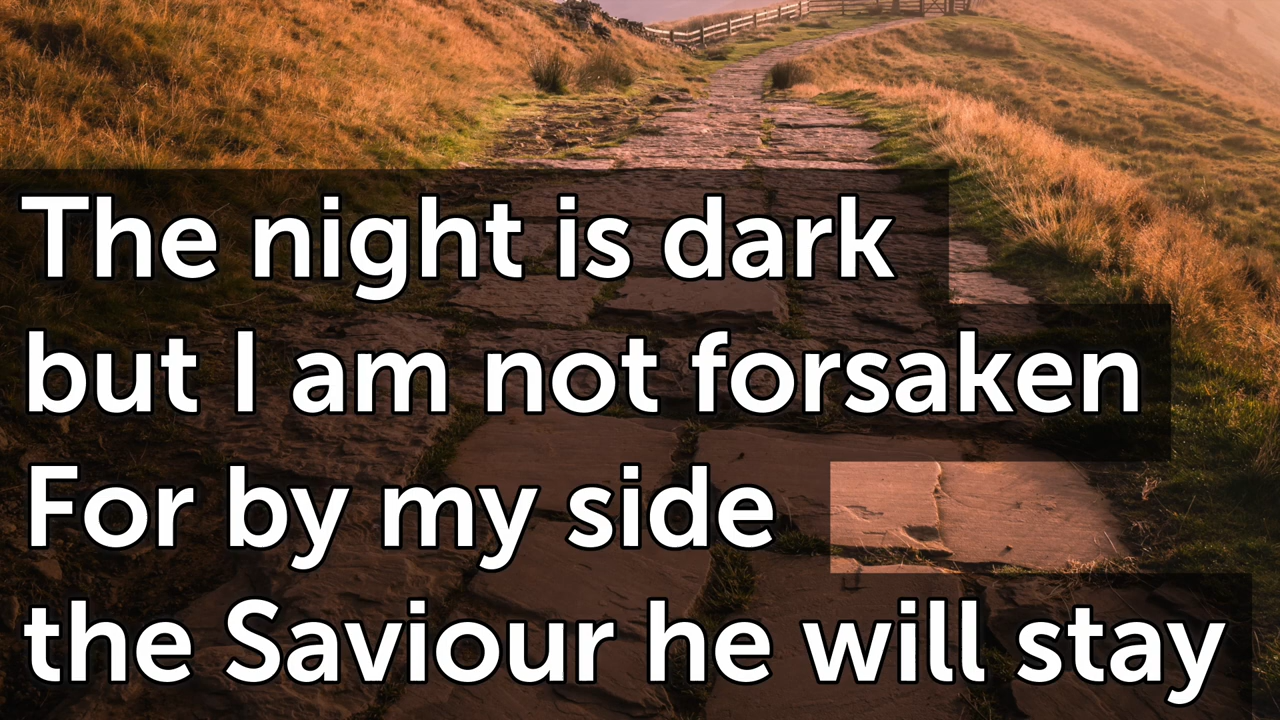 The night is dark
but I am not forsaken
For by my side
the Saviour he will stay